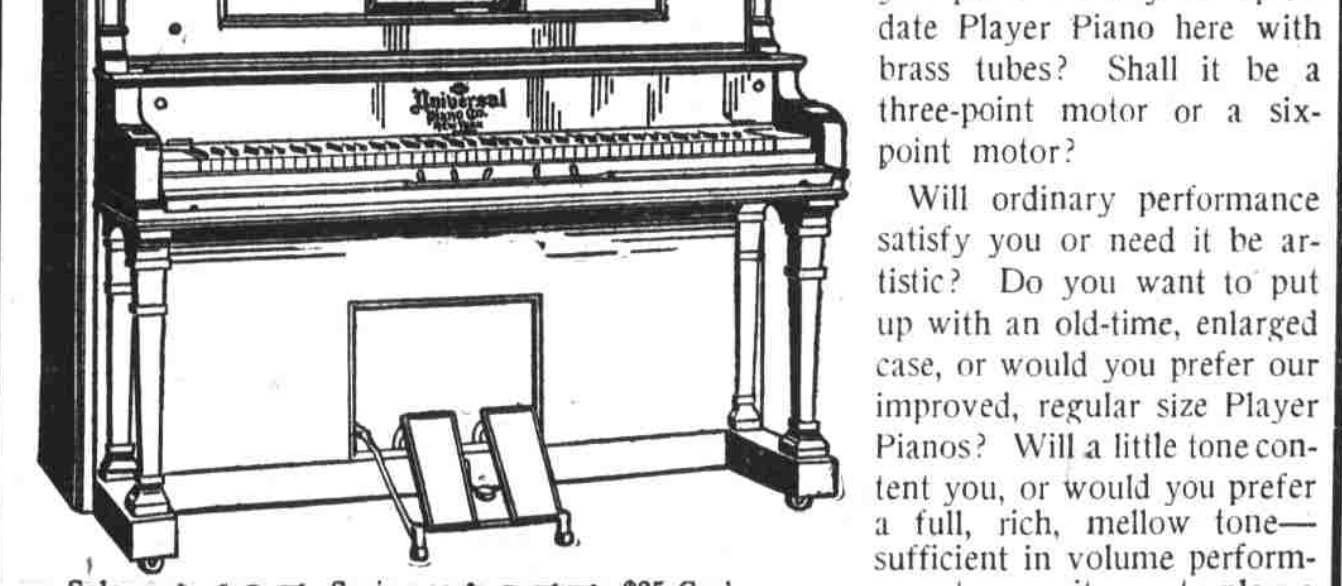 Universal
Piano Co.
date Player Piano here with
brass tubes? Shall it be a
three-point motor or a six-
point motor?
Will ordinary performance
satisfy you or need it be ar-
tistic? Do you want to put
up with an old-time, enlarged
case, or would you prefer our
improved, regular size Player
Pianos? Will a little tone con-
tent you, or would you prefer
a full, rich, mellow tone—
sufficient in volume perform-